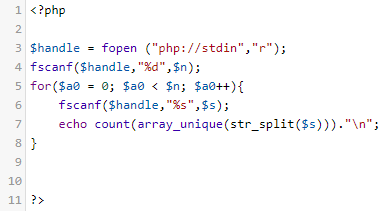 1 <?php
2
3 $handle = fopen ("php://stdin","r");
4 fscanf($handle,"%d",$n);
5 for($a0 = 0; $a0 < $n; $a0++){
6     fscanf($handle,"%s",$s);
7     echo count(array_unique(str_split($s)))."\n";
8 }
9
10
11 ?>